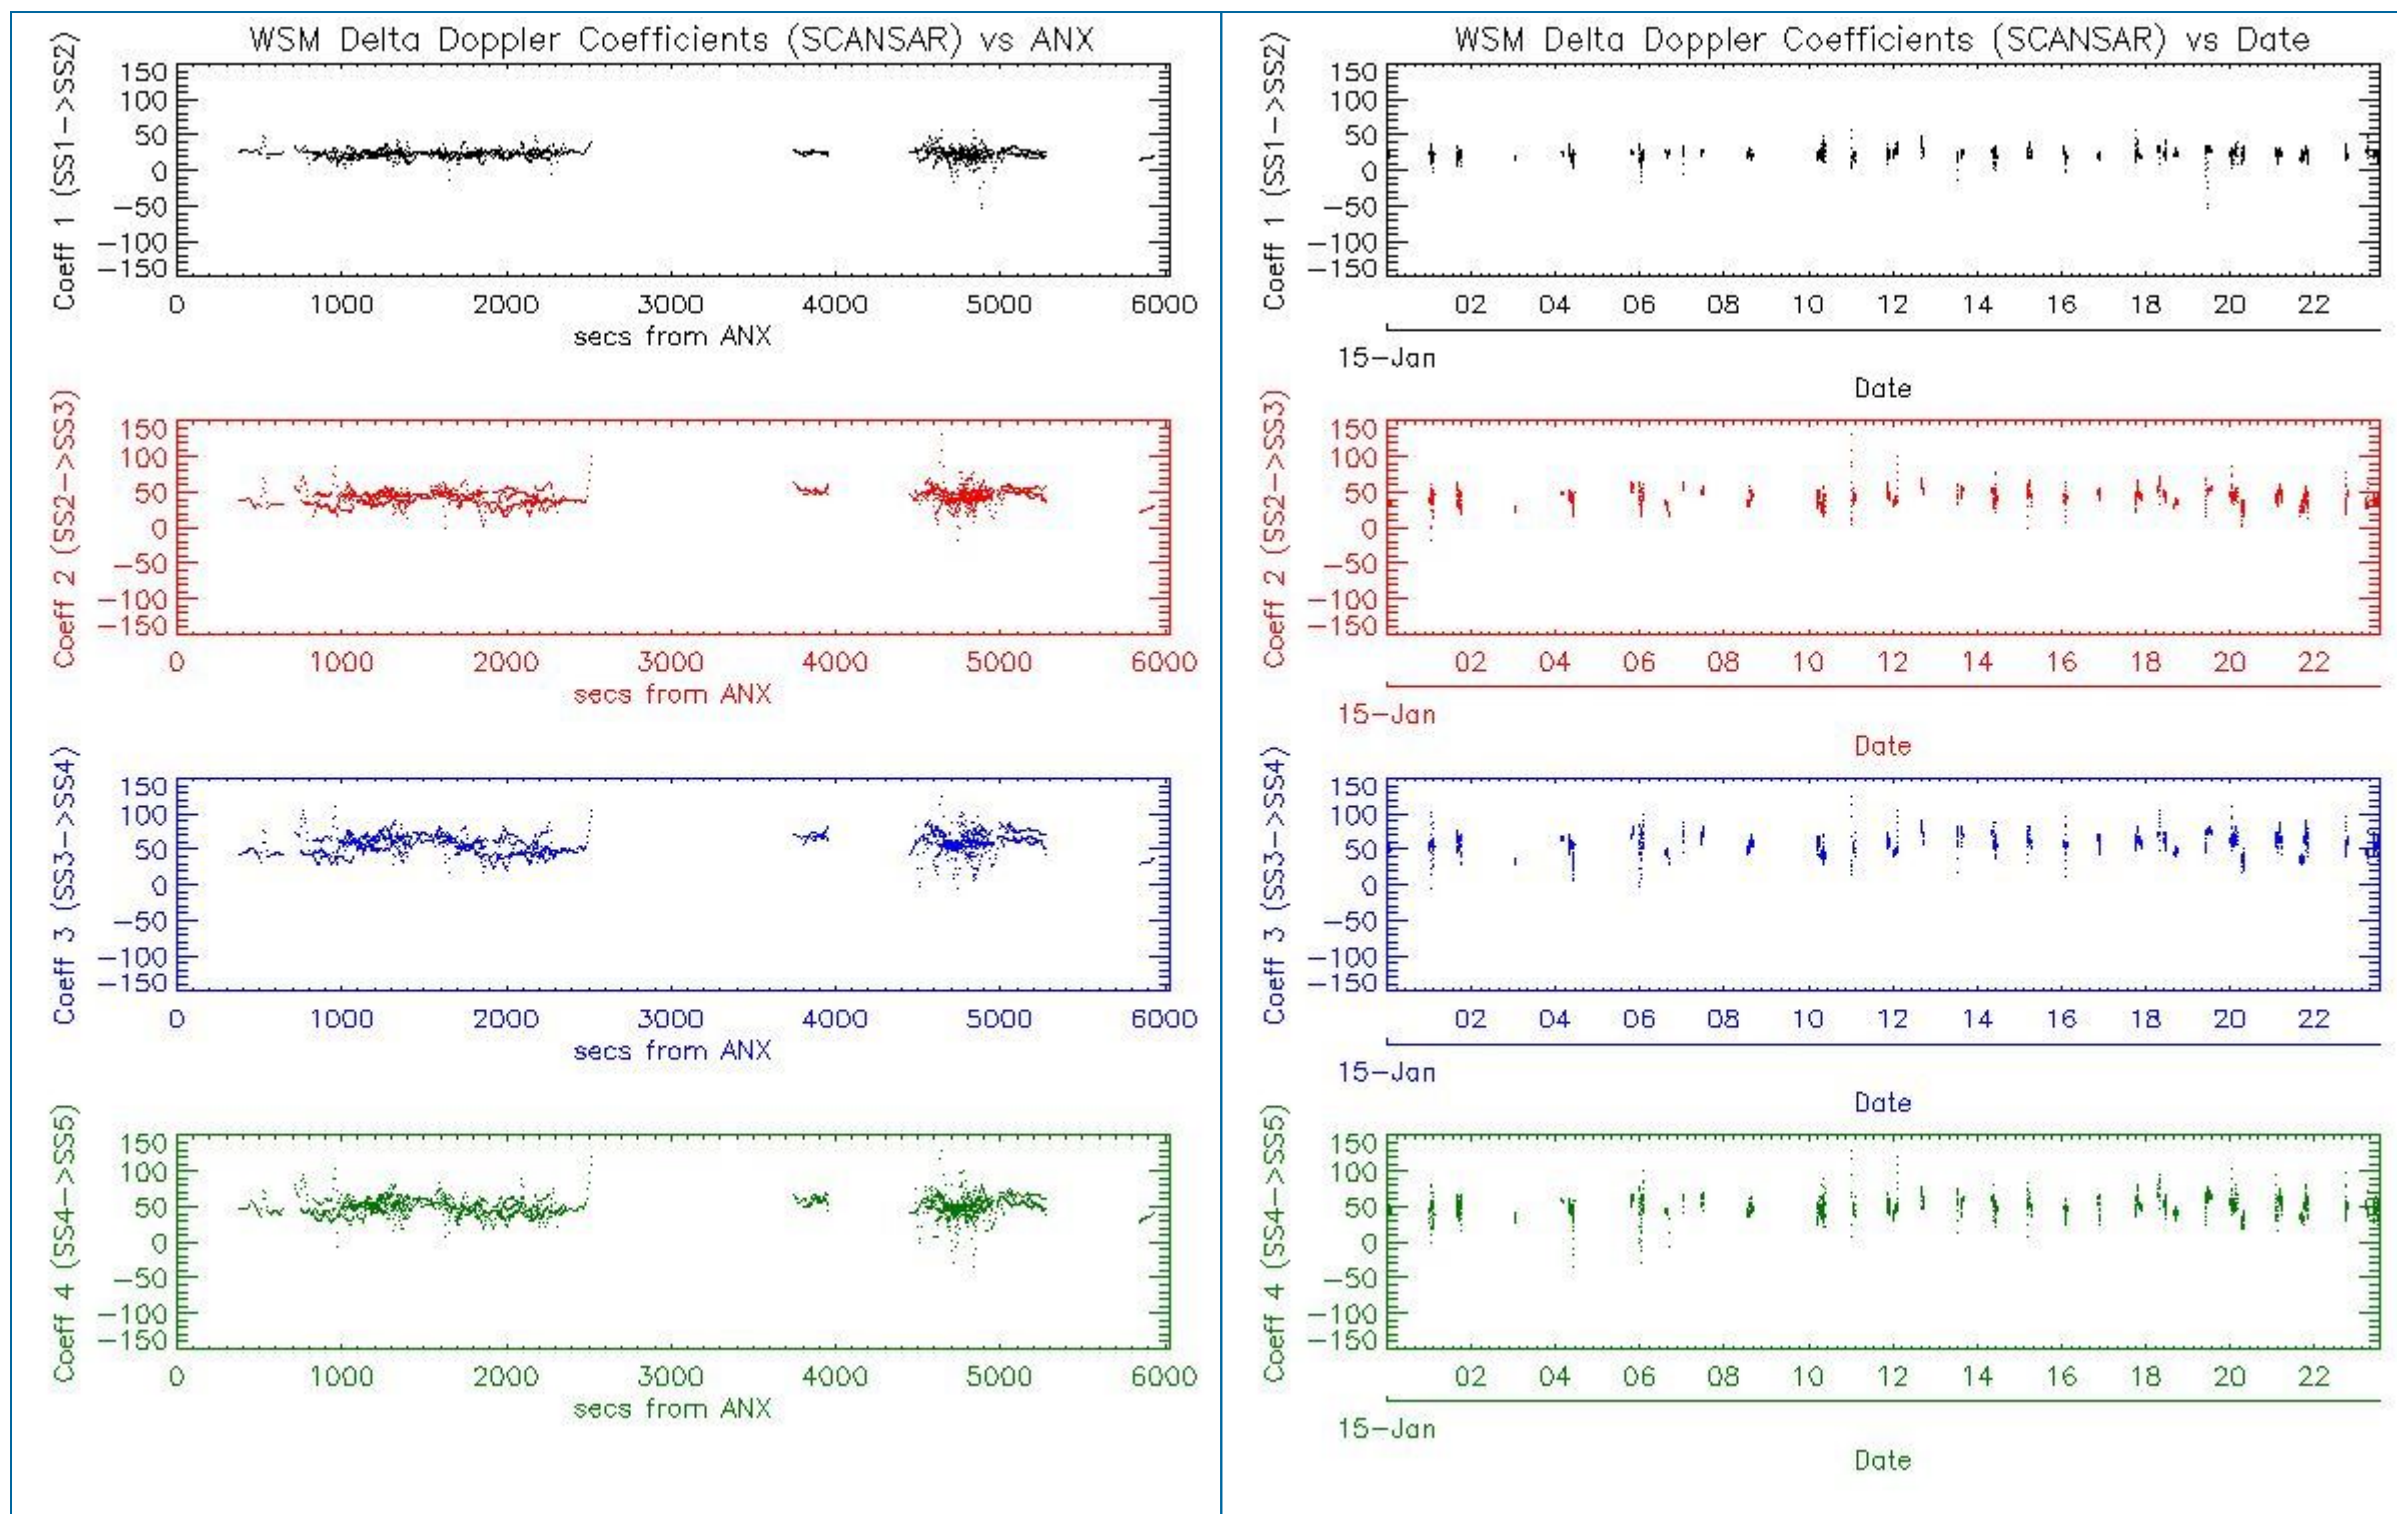 WSM Delta Doppler Coefficients (SCANSAR) vs ANX
Coeff 1 (SS1->SS2)
150
100
50
0
-50
-100
-150
0 1000 2000 3000 4000 5000 6000
secs from ANX
Coeff 2 (SS2->SS3)
150
100
50
0
-50
-100
-150
0 1000 2000 3000 4000 5000 6000
secs from ANX
Coeff 3 (SS3->SS4)
150
100
50
0
-50
-100
-150
0 1000 2000 3000 4000 5000 6000
secs from ANX
Coeff 4 (SS4->SS5)
150
100
50
0
-50
-100
-150
0 1000 2000 3000 4000 5000 6000
secs from ANX
WSM Delta Doppler Coefficients (SCANSAR) vs Date
Coeff 1 (SS1->SS2)
150
100
50
0
-50
-100
-150
02 04 06 08 10 12 14 16 18 20 22
15-Jan
Date
Coeff 2 (SS2->SS3)
150
100
50
0
-50
-100
-150
02 04 06 08 10 12 14 16 18 20 22
15-Jan
Date
Coeff 3 (SS3->SS4)
150
100
50
0
-50
-100
-150
02 04 06 08 10 12 14 16 18 20 22
15-Jan
Date
Coeff 4 (SS4->SS5)
150
100
50
0
-50
-100
-150
02 04 06 08 10 12 14 16 18 20 22
15-Jan
Date